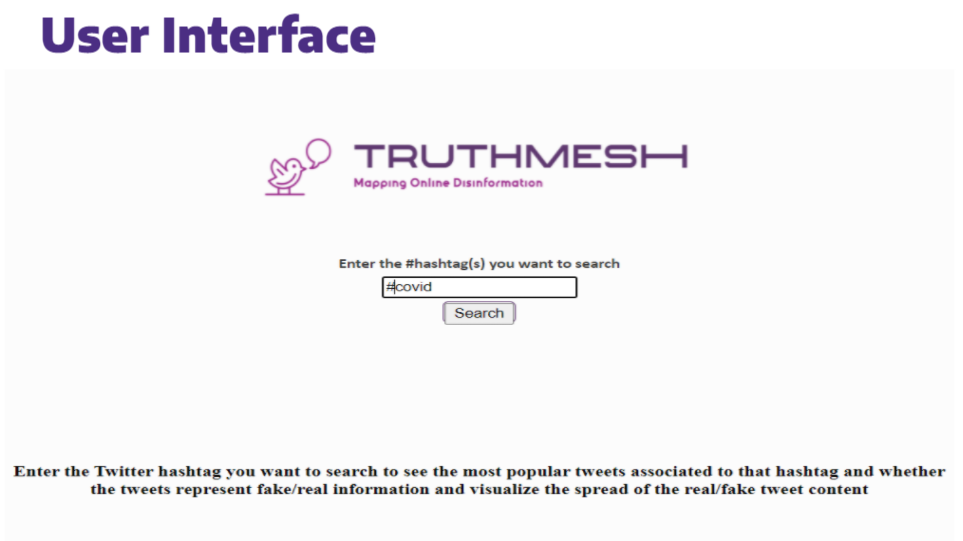 User Interface
TRUTHMESH
Mapping Online Disinformation
Enter the #hashtag(s) you want to search
#covid
Search
Enter the Twitter hashtag you want to search to see the most popular tweets associated to that hashtag and whether
the tweets represent fake/real information and visualize the spread of the real/fake tweet content